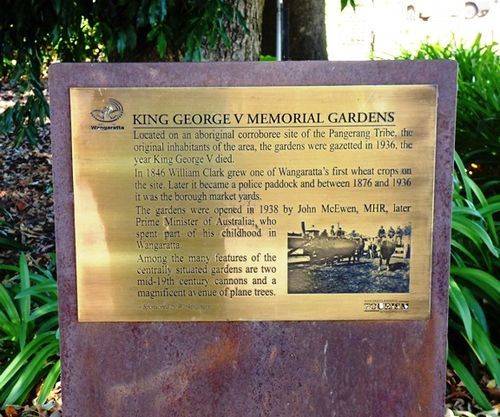 Wangaratta
KING GEORGE V MEMORIAL GARDENS
Located on an aboriginal corroboree site of the Pangerang Tribe, the
original inhabitants of the area, the gardens were gazetted in 1936, the
year King George V died.
In 1846 William Clark grew one of Wangaratta's first wheat crops on
the site. Later it became a police paddock and between 1876 and 1936
it was the borough market yards.
The gardens were opened in 1938 by John McEwen, MHR, later
Prime Minister of Australia, who
spent part of his childhood in
Wangaratta.
Among the many features of the
centrally situated gardens are two
mid-19th century cannons and a
magnificent avenue of plane trees.